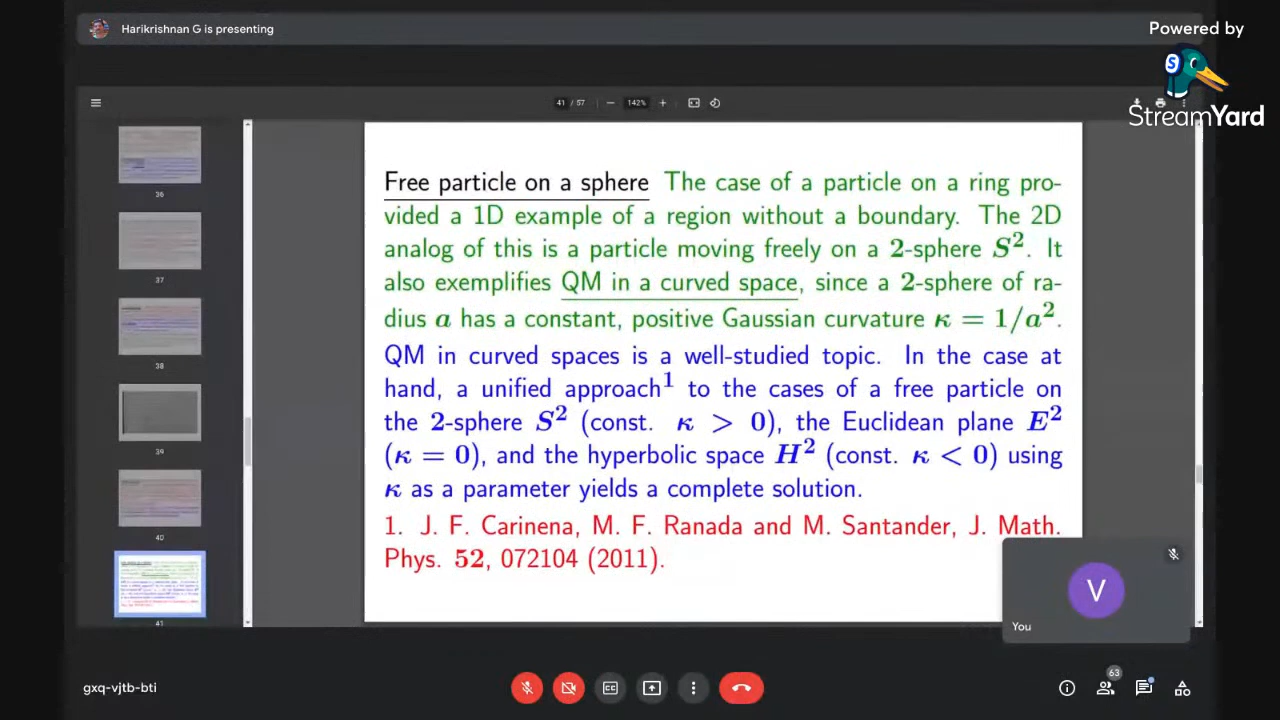 Harikrishnan G is presenting
Powered by
StreamYard
41 / 57
142%
36
37
38
39
40
41
Free particle on a sphere The case of a particle on a ring pro-
vided a 1D example of a region without a boundary. The 2D
analog of this is a particle moving freely on a 2-sphere S². It
also exemplifies QM in a curved space, since a 2-sphere of ra-
dius a has a constant, positive Gaussian curvature κ = 1/a².
QM in curved spaces is a well-studied topic. In the case at
hand, a unified approach¹ to the cases of a free particle on
the 2-sphere S² (const. κ > 0), the Euclidean plane E²
(κ = 0), and the hyperbolic space H² (const. κ < 0) using
κ as a parameter yields a complete solution.
1. J. F. Carinena, M. F. Ranada and M. Santander, J. Math.
Phys. 52, 072104 (2011).
V
You
gxq-vjtb-bti
63